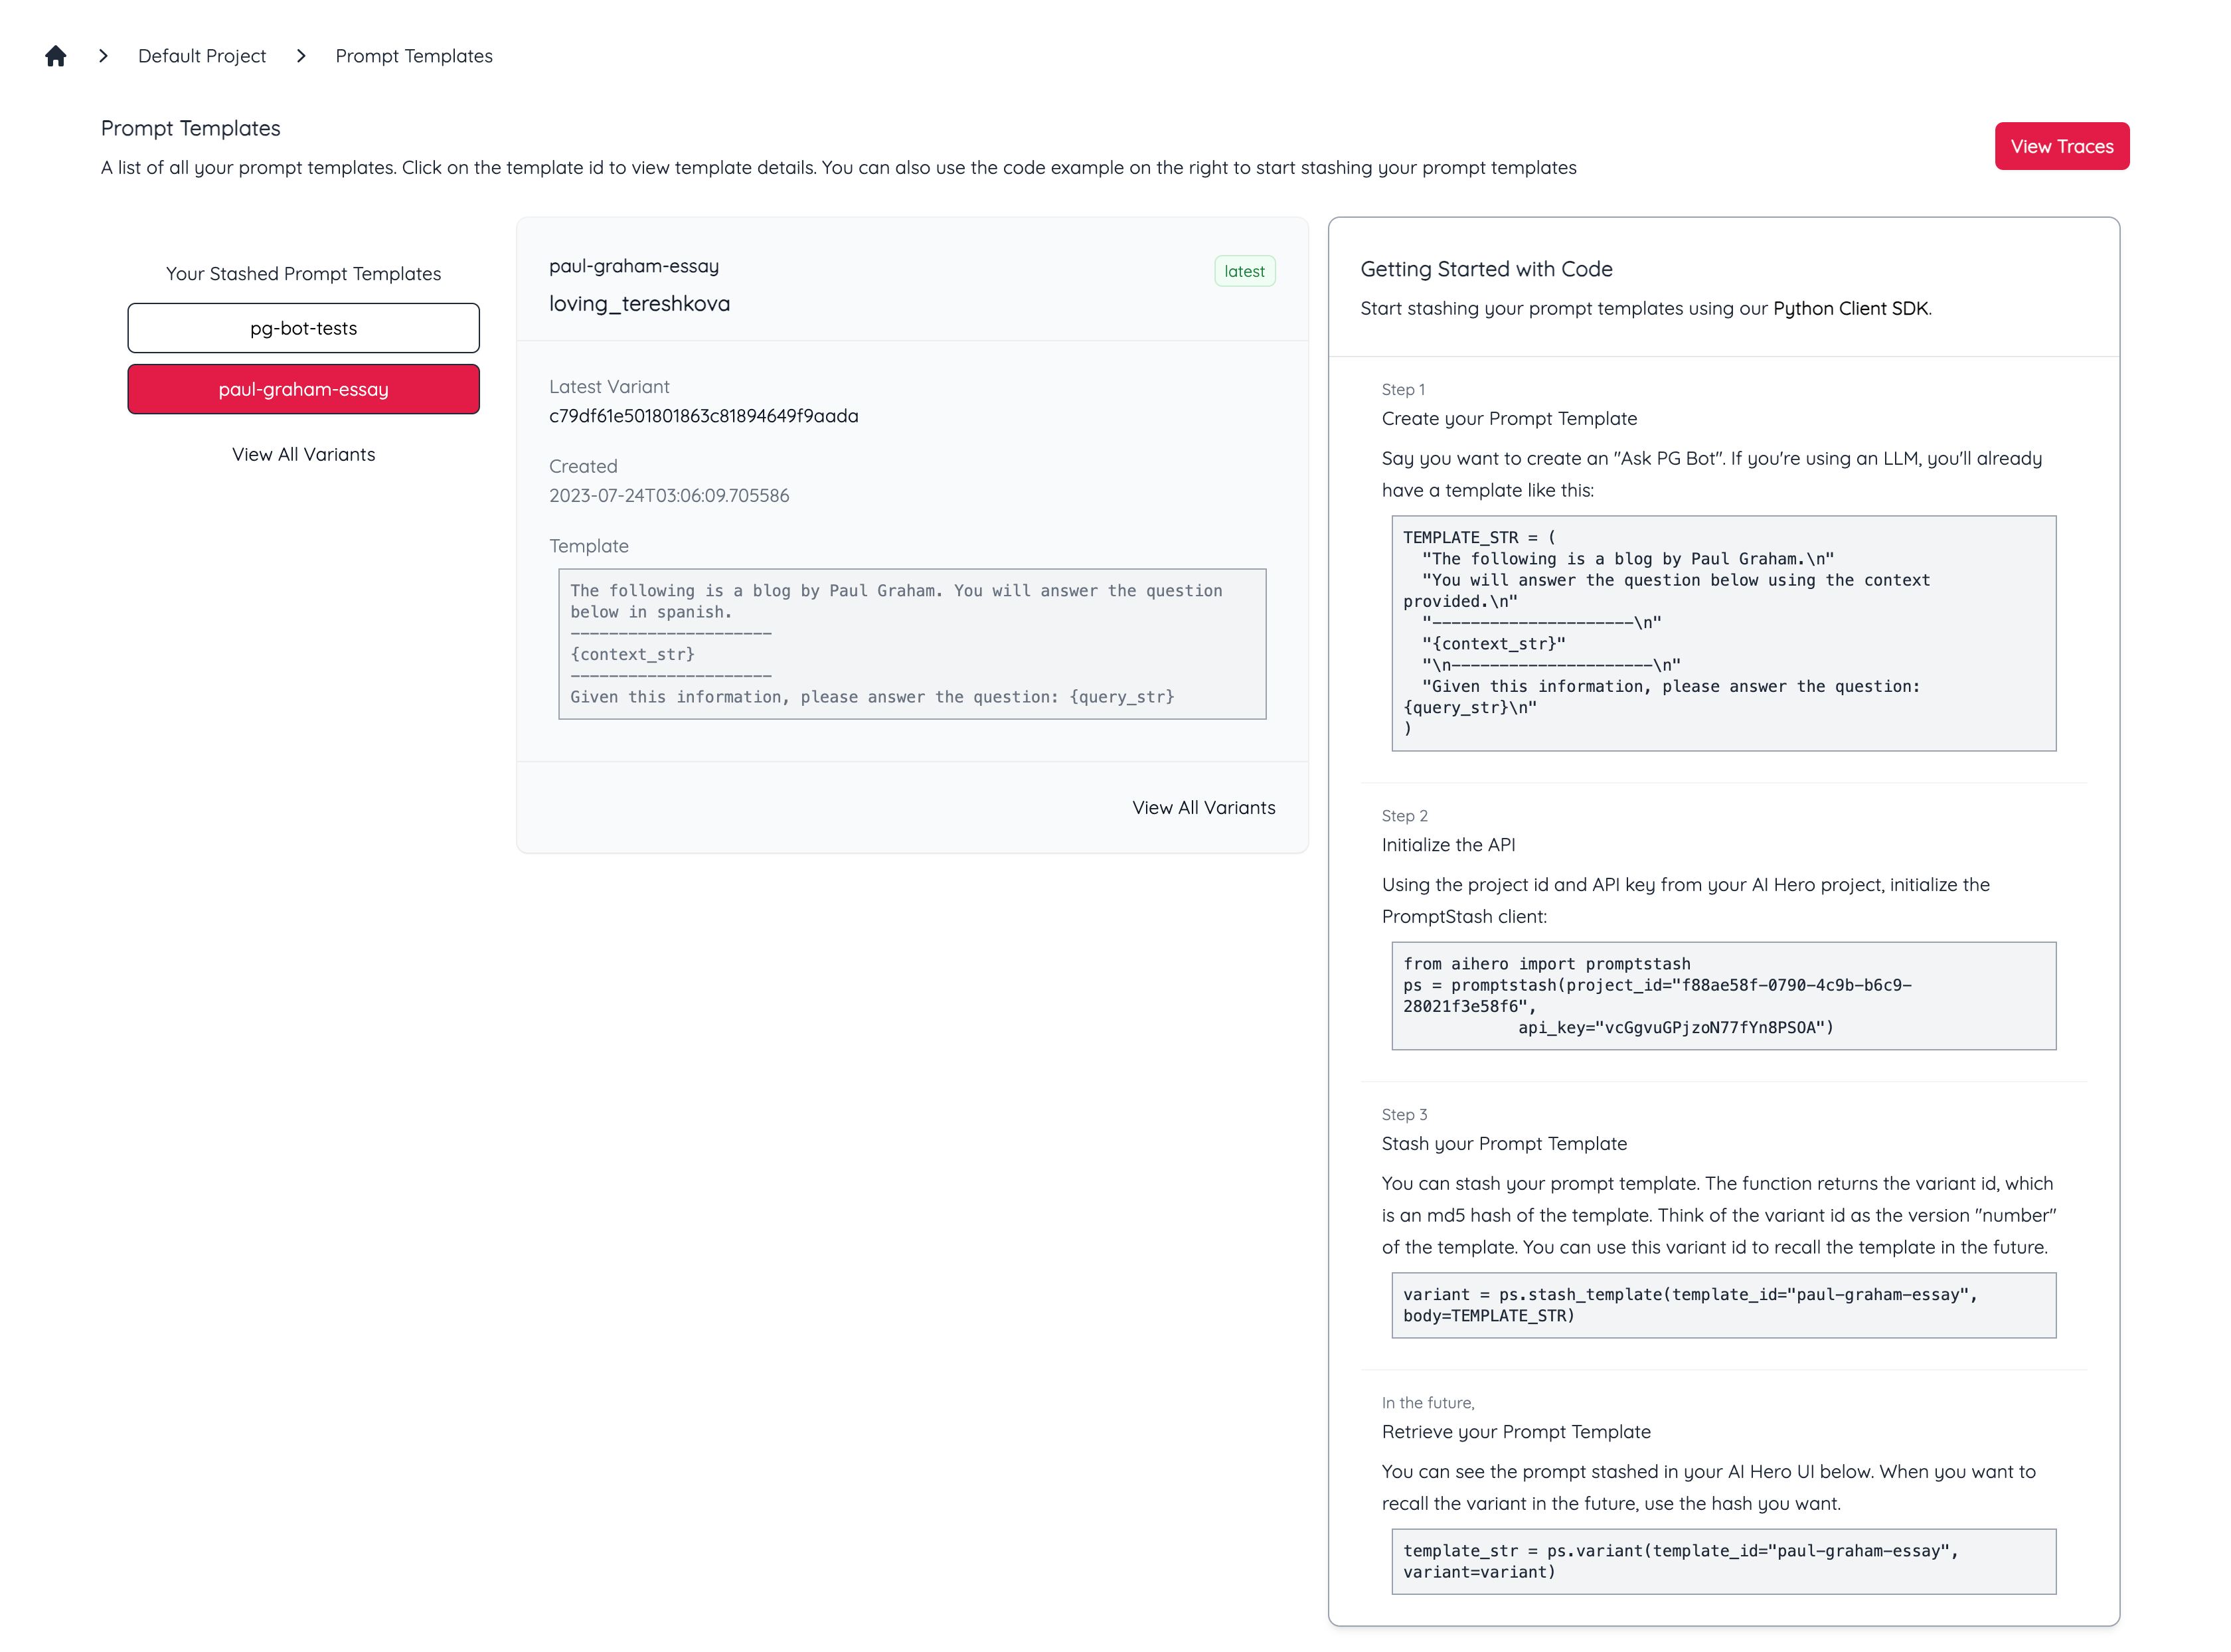 Default Project
Prompt Templates
Prompt Templates
A list of all your prompt templates. Click on the template id to view template details. You can also use the code example on the right to start stashing your prompt templates
View Traces
Your Stashed Prompt Templates
pg-bot-tests
paul-graham-essay
View All Variants
paul-graham-essay
latest
loving_tereshkova
Latest Variant
c79df61e501801863c81894649f9aada
Created
2023-07-24T03:06:09.705586
Template
The following is a blog by Paul Graham. You will answer the question
below in spanish.
---------------------
{context_str}
---------------------
Given this information, please answer the question: {query_str}
View All Variants
Getting Started with Code
Start stashing your prompt templates using our Python Client SDK.
Step 1
Create your Prompt Template
Say you want to create an "Ask PG Bot". If you're using an LLM, you'll already
have a template like this:
TEMPLATE_STR = (
  "The following is a blog by Paul Graham.\n"
  "You will answer the question below using the context
provided.\n"
  "---------------------\n"
  "{context_str}"
  "\n---------------------\n"
  "Given this information, please answer the question:
{query_str}\n"
)
Step 2
Initialize the API
Using the project id and API key from your AI Hero project, initialize the
PromptStash client:
from aihero import promptstash
ps = promptstash(project_id="f88ae58f-0790-4c9b-b6c9-
28021f3e58f6",
            api_key="vcGgvuGPjzoN77fYn8PSOA")
Step 3
Stash your Prompt Template
You can stash your prompt template. The function returns the variant id, which
is an md5 hash of the template. Think of the variant id as the version "number"
of the template. You can use this variant id to recall the template in the future.
variant = ps.stash_template(template_id="paul-graham-essay",
body=TEMPLATE_STR)
In the future,
Retrieve your Prompt Template
You can see the prompt stashed in your AI Hero UI below. When you want to
recall the variant in the future, use the hash you want.
template_str = ps.variant(template_id="paul-graham-essay",
variant=variant)